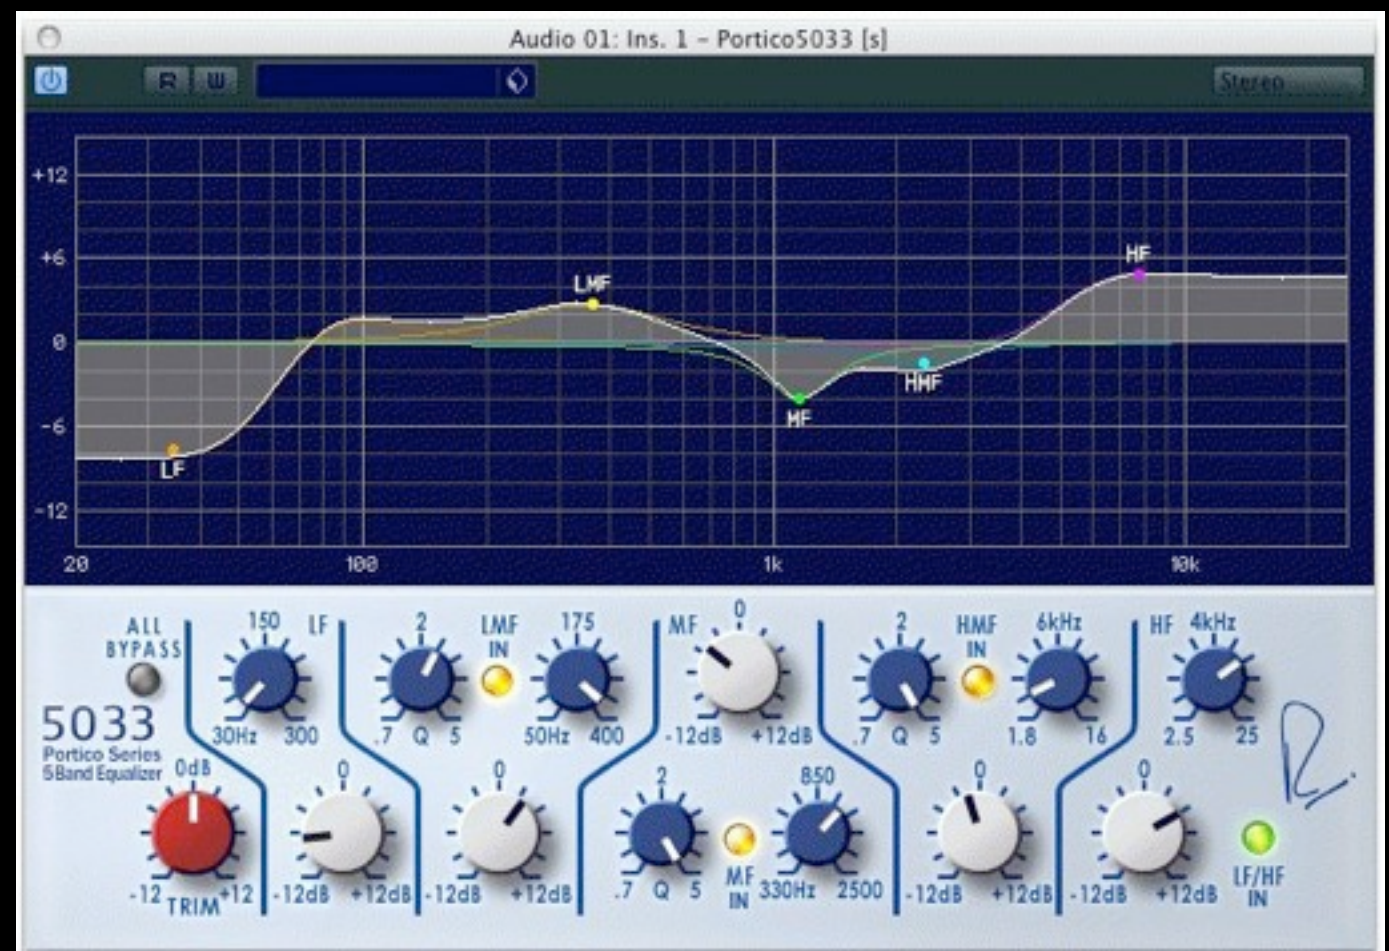 Audio 01: Ins. 1 - Portico5033 [s]
R W
Stereo
+12
+6
0
-6
-12
LF
LMF
MF
HMF
HF
20 100 1k 10k
ALL BYPASS
150 LF
30Hz 300
2 LMF IN 175
.7 Q 5 50Hz 400
MF 0
-12dB +12dB
2 HMF IN 6kHz
.7 Q 5 1.8 16
HF 4kHz
2.5 25
5033
Portico Series
5Band Equalizer
0dB
-12 TRIM +12
0
-12dB +12dB
0
-12dB +12dB
2 850
.7 Q 5 MF IN 330Hz 2500
0
-12dB +12dB
0
-12dB +12dB
LF/HF IN
R.